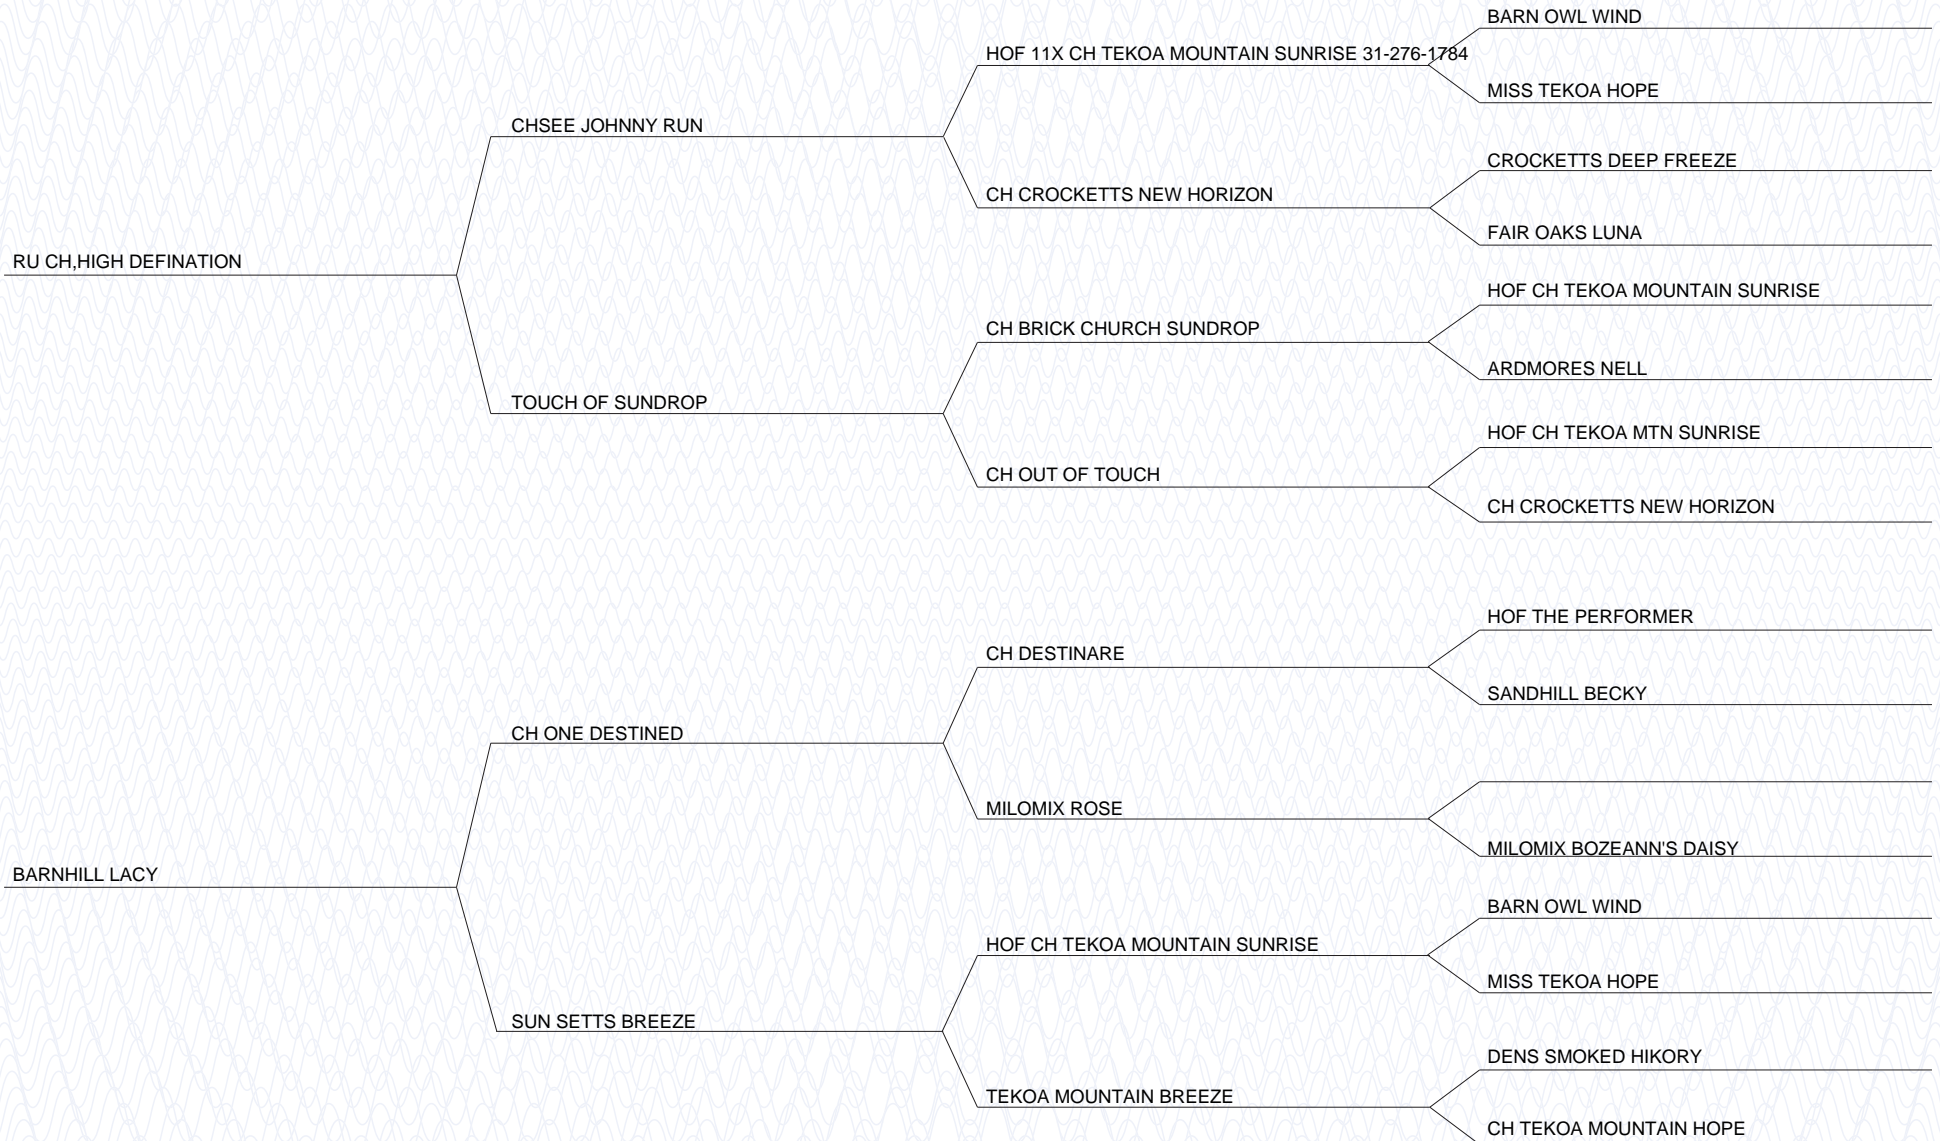 BARN OWL WIND
HOF 11X CH TEKOA MOUNTAIN SUNRISE 31-276-1784
MISS TEKOA HOPE
CHSEE JOHNNY RUN
CROCKETTS DEEP FREEZE
CH CROCKETTS NEW HORIZON
FAIR OAKS LUNA
RU CH,HIGH DEFINATION
HOF CH TEKOA MOUNTAIN SUNRISE
CH BRICK CHURCH SUNDROP
ARDMORES NELL
TOUCH OF SUNDROP
HOF CH TEKOA MTN SUNRISE
CH OUT OF TOUCH
CH CROCKETTS NEW HORIZON
HOF THE PERFORMER
CH DESTINARE
SANDHILL BECKY
CH ONE DESTINED
MILOMIX ROSE
MILOMIX BOZEANN'S DAISY
BARNHILL LACY
BARN OWL WIND
HOF CH TEKOA MOUNTAIN SUNRISE
MISS TEKOA HOPE
SUN SETTS BREEZE
DENS SMOKED HIKORY
TEKOA MOUNTAIN BREEZE
CH TEKOA MOUNTAIN HOPE